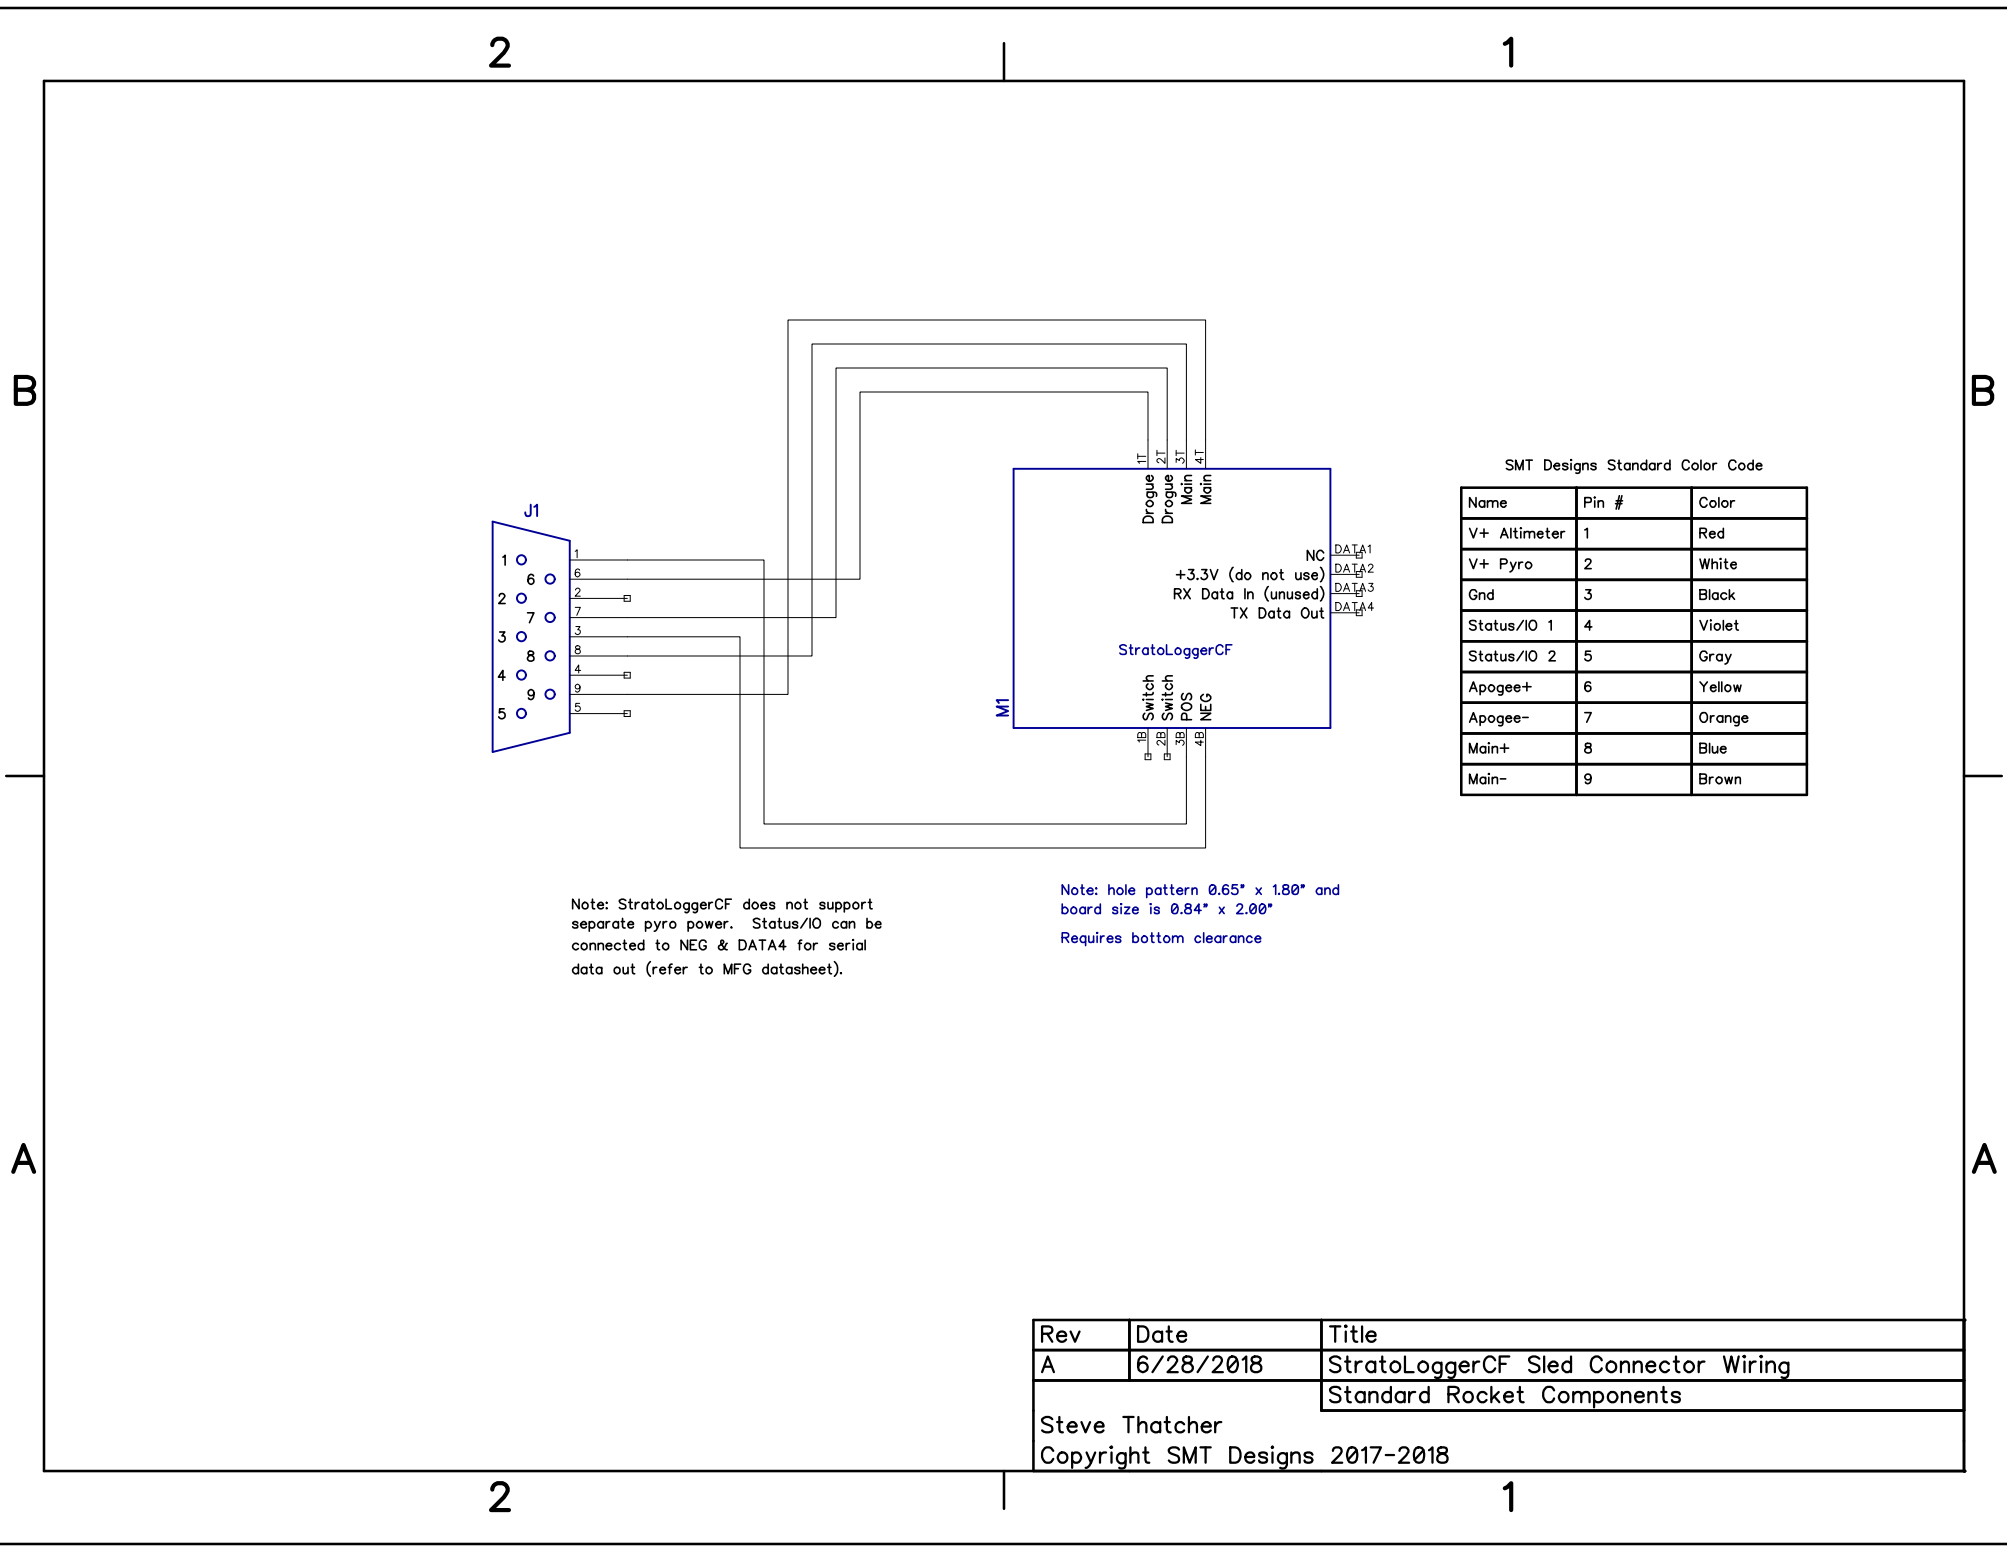 2 1
B B
1T 2T 3T 4T
Drogue Drogue Main Main
SMT Designs Standard Color Code
Name Pin # Color
V+ Altimeter 1 Red
V+ Pyro 2 White
Gnd 3 Black
Status/IO 1 4 Violet
Status/IO 2 5 Gray
Apogee+ 6 Yellow
Apogee- 7 Orange
Main+ 8 Blue
Main- 9 Brown
J1
1 1
6 6
2 2
7 7
3 3
8 8
4 4
9 9
5 5
NC DATA1
+3.3V (do not use) DATA2
RX Data In (unused) DATA3
TX Data Out DATA4
StratoLoggerCF
M1
Switch Switch POS NEG
1B 2B 3B 4B
Note: StratoLoggerCF does not support
separate pyro power. Status/IO can be
connected to NEG & DATA4 for serial
data out (refer to MFG datasheet).
Note: hole pattern 0.65" x 1.80" and
board size is 0.84" x 2.00"
Requires bottom clearance
A A
Rev Date Title
A 6/28/2018 StratoLoggerCF Sled Connector Wiring
Standard Rocket Components
Steve Thatcher
Copyright SMT Designs 2017-2018
2 1